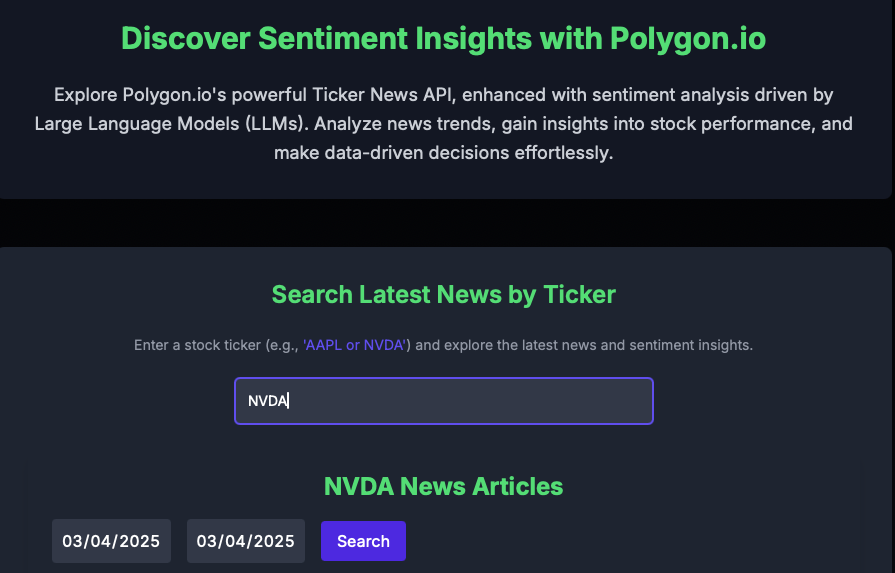 Discover Sentiment Insights with Polygon.io
Explore Polygon.io's powerful Ticker News API, enhanced with sentiment analysis driven by
Large Language Models (LLMs). Analyze news trends, gain insights into stock performance, and
make data-driven decisions effortlessly.
Search Latest News by Ticker
Enter a stock ticker (e.g., 'AAPL or NVDA') and explore the latest news and sentiment insights.
NVDA
NVDA News Articles
03/04/2025 03/04/2025 Search